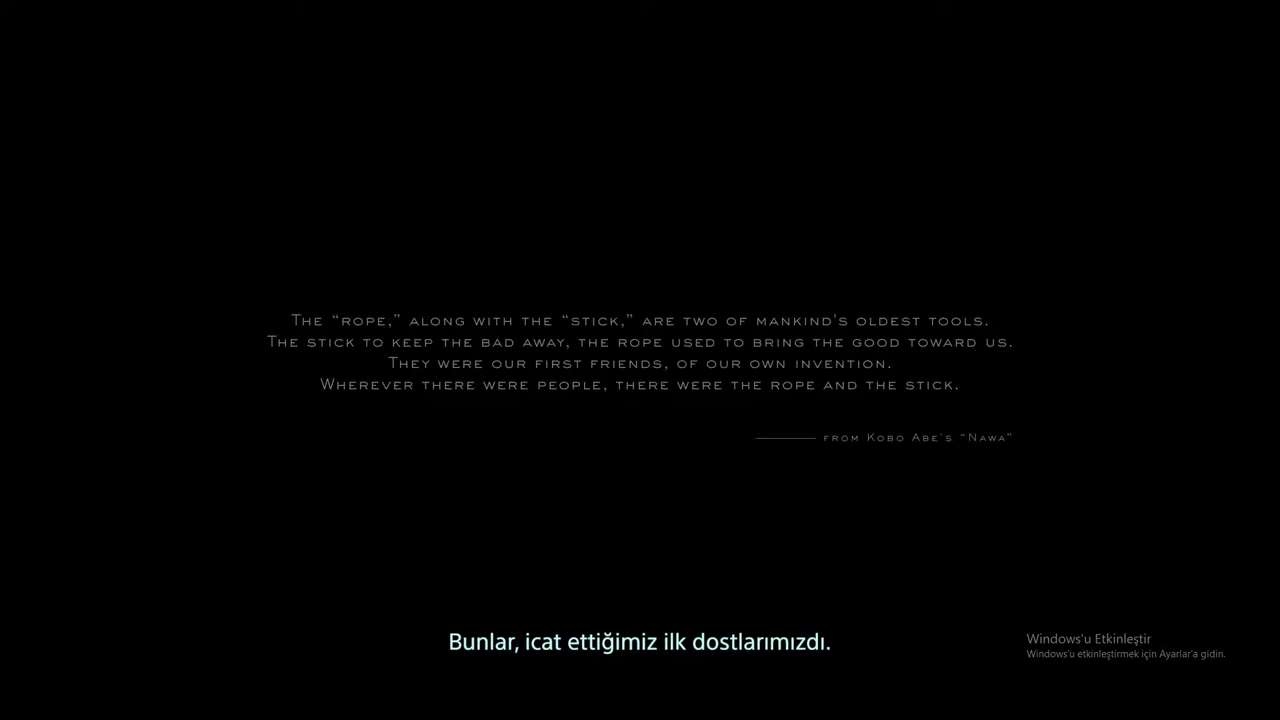 The “rope,” along with the “stick,” are two of mankind's oldest tools.
The stick to keep the bad away, the rope used to bring the good toward us.
They were our first friends, of our own invention.
Wherever there were people, there were the rope and the stick.
from Kobo Abe's “Nawa”
Bunlar, icat ettiğimiz ilk dostlarımızdı.
Windows'u Etkinleştir
Windows'u etkinleştirmek için Ayarlar'a gidin.